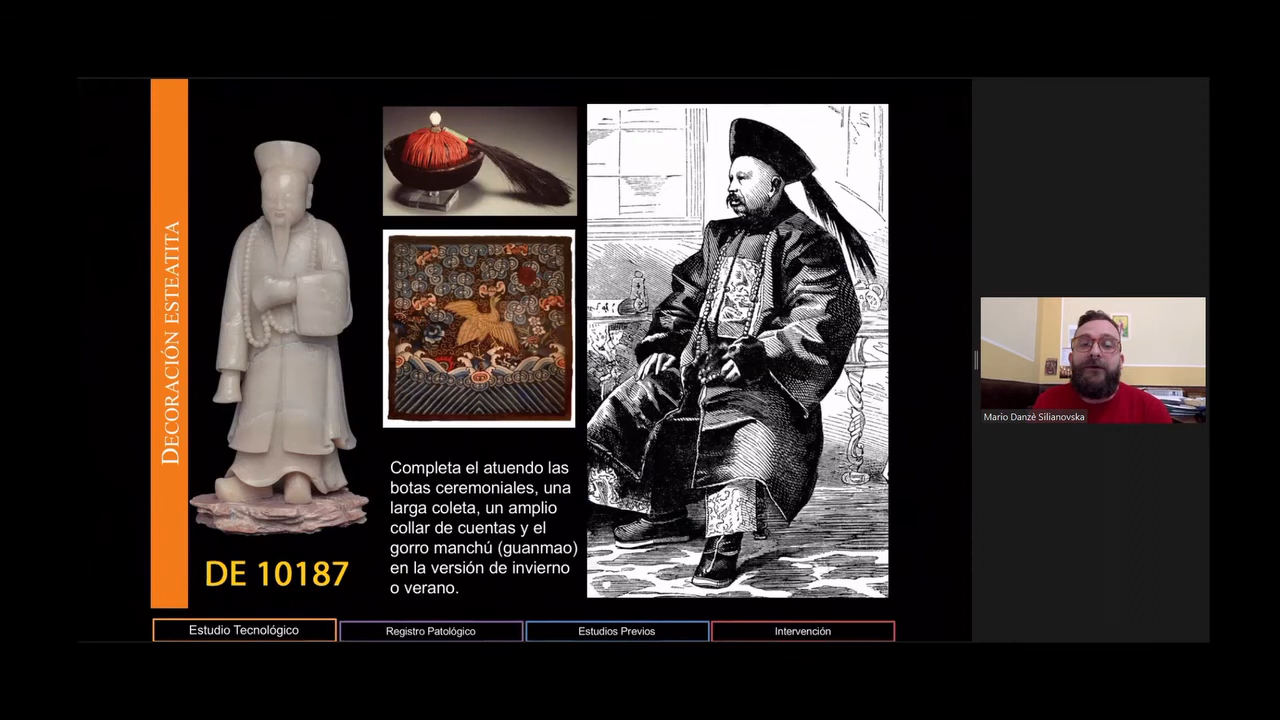 DECORACIÓN ESTEATITA
DE 10187
Completa el atuendo las
botas ceremoniales, una
larga coleta, un amplio
collar de cuentas y el
gorro manchú (guanmao)
en la versión de invierno
o verano.
Estudio Tecnológico
Registro Patológico
Estudios Previos
Intervención
Mario Danzè Silianovska